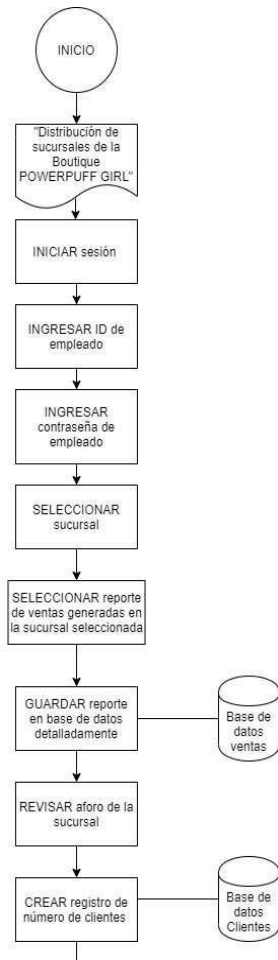 INICIO
"Distribución de
sucursales de la
Boutique
POWERPUFF GIRL"
INICIAR sesión
INGRESAR ID de
empleado
INGRESAR
contraseña de
empleado
SELECCIONAR
sucursal
SELECCIONAR reporte
de ventas generadas en
la sucursal seleccionada
GUARDAR reporte
en base de datos
detalladamente
Base de
datos
ventas
REVISAR aforo de la
sucursal
CREAR registro de
número de clientes
Base de
datos
Clientes